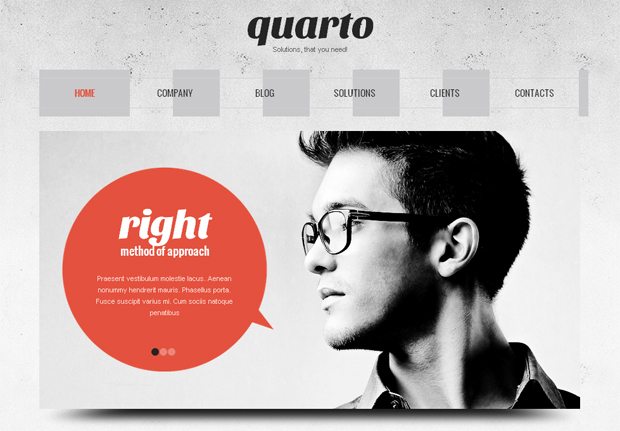 quarto
Solutions, that you need!
HOME COMPANY BLOG SOLUTIONS CLIENTS CONTACTS
right
method of approach
Praesent vestibulum molestie lacus. Aenean
nonummy hendrerit mauris. Phasellus porta.
Fusce suscipit varius mi. Cum sociis natoque
penatibus